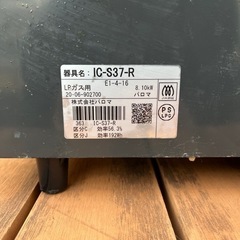 器具名：IC-S37-R
E1-4-16
LPガス用 8.10kW
20-06-902700 パロマ
株式会社パロマ
363 IC-S37-R
区分C 効率56.3%
区分J 効率192Wh
PS
LPG